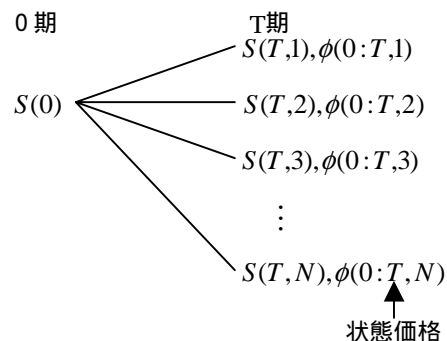 0期 T期
S(T,1),φ(0:T,1)
S(0) S(T,2),φ(0:T,2)
S(T,3),φ(0:T,3)
⋮
S(T,N),φ(0:T,N)
状態価格